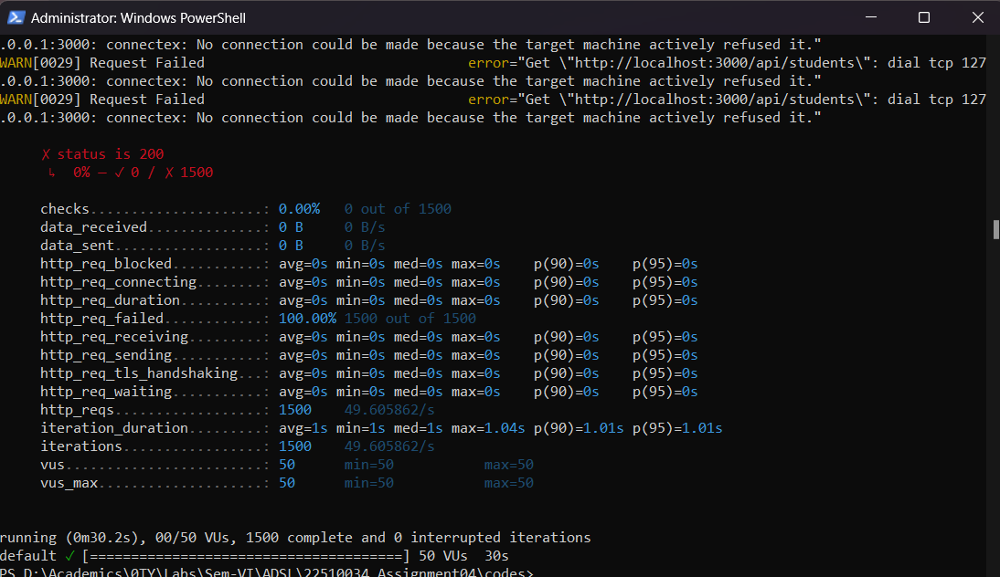 Administrator: Windows PowerShell
.0.0.1:3000: connectex: No connection could be made because the target machine actively refused it."
WARN[0029] Request Failed                                error="Get \"http://localhost:3000/api/students\": dial tcp 127
.0.0.1:3000: connectex: No connection could be made because the target machine actively refused it."
WARN[0029] Request Failed                                error="Get \"http://localhost:3000/api/students\": dial tcp 127
.0.0.1:3000: connectex: No connection could be made because the target machine actively refused it."
✗ status is 200
↳  0% — ✓ 0 / ✗ 1500
checks.....................: 0.00%   0 out of 1500
data_received..............: 0 B     0 B/s
data_sent..................: 0 B     0 B/s
http_req_blocked...........: avg=0s min=0s med=0s max=0s    p(90)=0s    p(95)=0s
http_req_connecting........: avg=0s min=0s med=0s max=0s    p(90)=0s    p(95)=0s
http_req_duration..........: avg=0s min=0s med=0s max=0s    p(90)=0s    p(95)=0s
http_req_failed............: 100.00% 1500 out of 1500
http_req_receiving.........: avg=0s min=0s med=0s max=0s    p(90)=0s    p(95)=0s
http_req_sending...........: avg=0s min=0s med=0s max=0s    p(90)=0s    p(95)=0s
http_req_tls_handshaking...: avg=0s min=0s med=0s max=0s    p(90)=0s    p(95)=0s
http_req_waiting...........: avg=0s min=0s med=0s max=0s    p(90)=0s    p(95)=0s
http_reqs..................: 1500    49.605862/s
iteration_duration.........: avg=1s min=1s med=1s max=1.04s p(90)=1.01s p(95)=1.01s
iterations.................: 1500    49.605862/s
vus........................: 50      min=50           max=50
vus_max....................: 50      min=50           max=50
running (0m30.2s), 00/50 VUs, 1500 complete and 0 interrupted iterations
default ✓ [======================================] 50 VUs  30s
PS D:\Academics\0TY\Labs\Sem-VI\ADSL\22510034_Assignment04\codes>